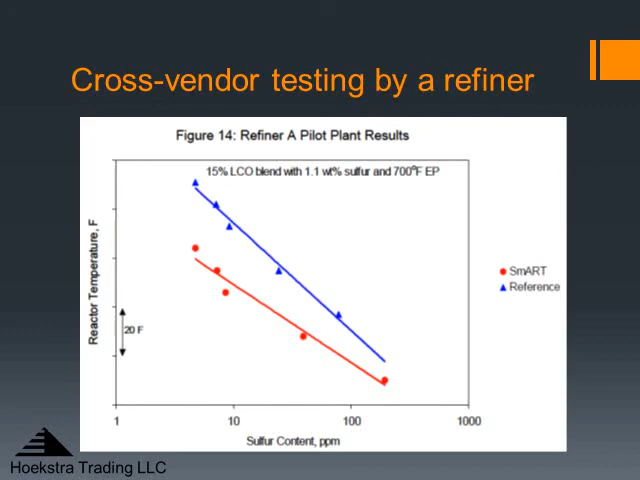 Cross-vendor testing by a refiner
Figure 14: Refiner A Pilot Plant Results
15% LCO blend with 1.1 wt% sulfur and 700°F EP
Reactor Temperature, F
20 F
SmART
Reference
1 10 100 1000
Sulfur Content, ppm
Hoekstra Trading LLC